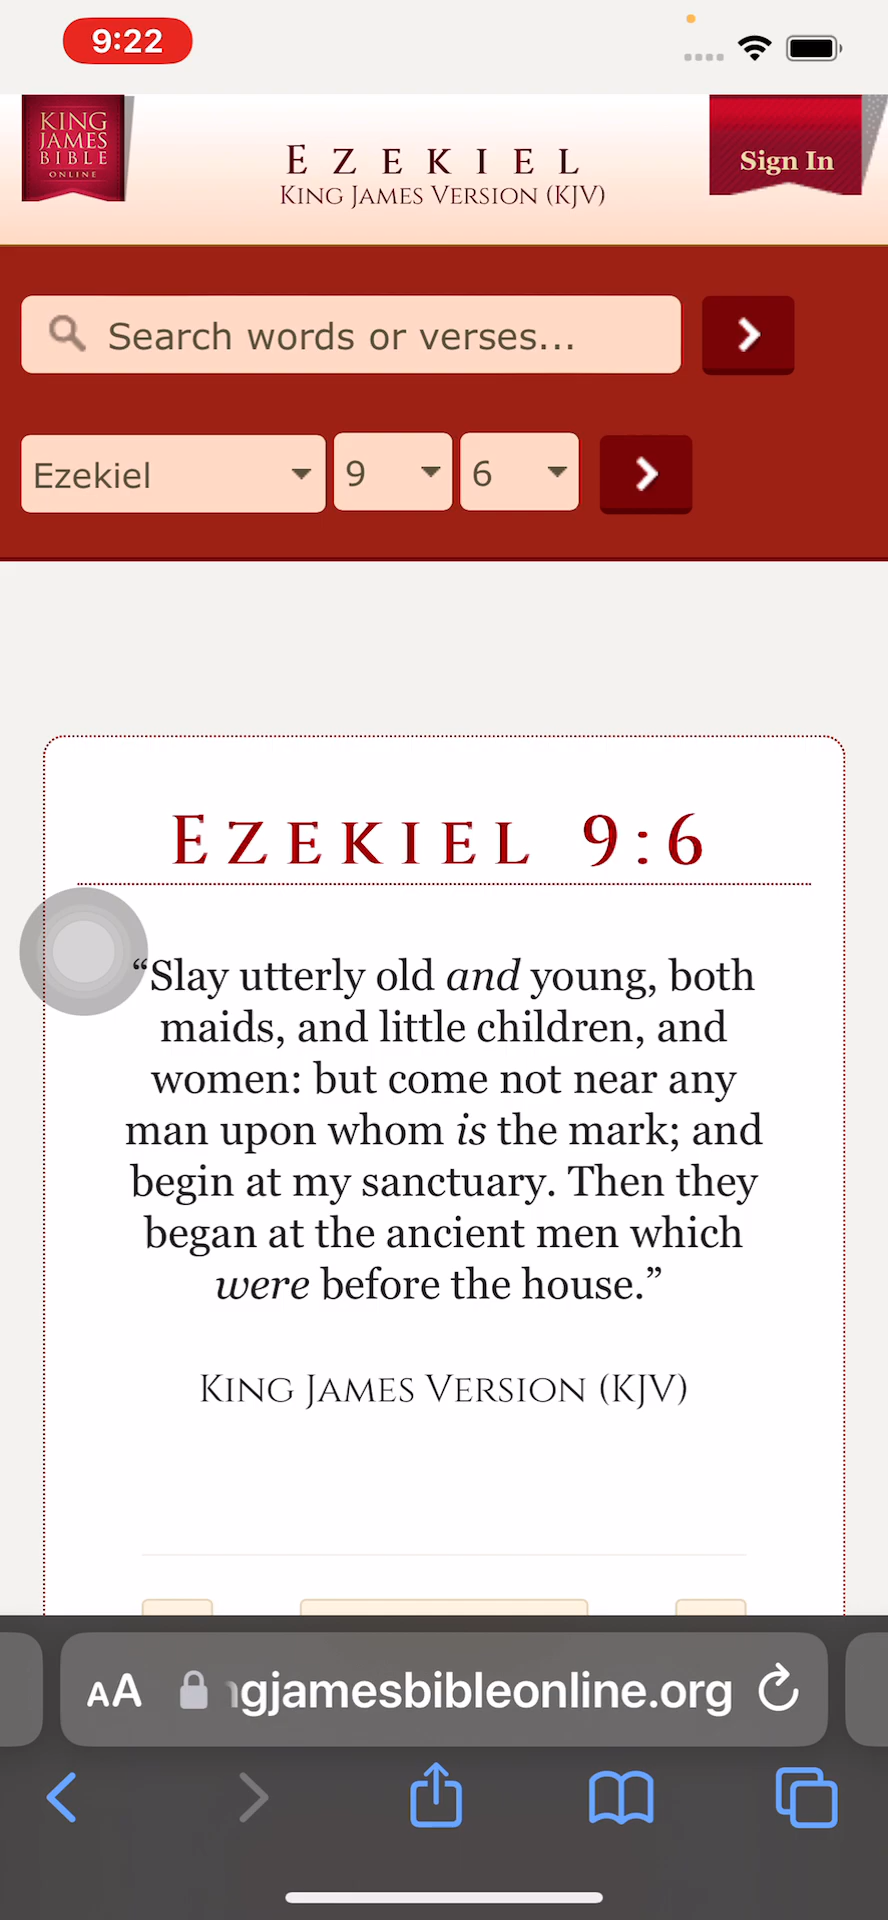 9:22
KING
JAMES
BIBLE
ONLINE
EZEKIEL
KING JAMES VERSION (KJV)
Sign In
Search words or verses...
Ezekiel
9
6
EZEKIEL 9:6
“Slay utterly old and young, both
maids, and little children, and
women: but come not near any
man upon whom is the mark; and
begin at my sanctuary. Then they
began at the ancient men which
were before the house.”
KING JAMES VERSION (KJV)
AA
ngjamesbibleonline.org